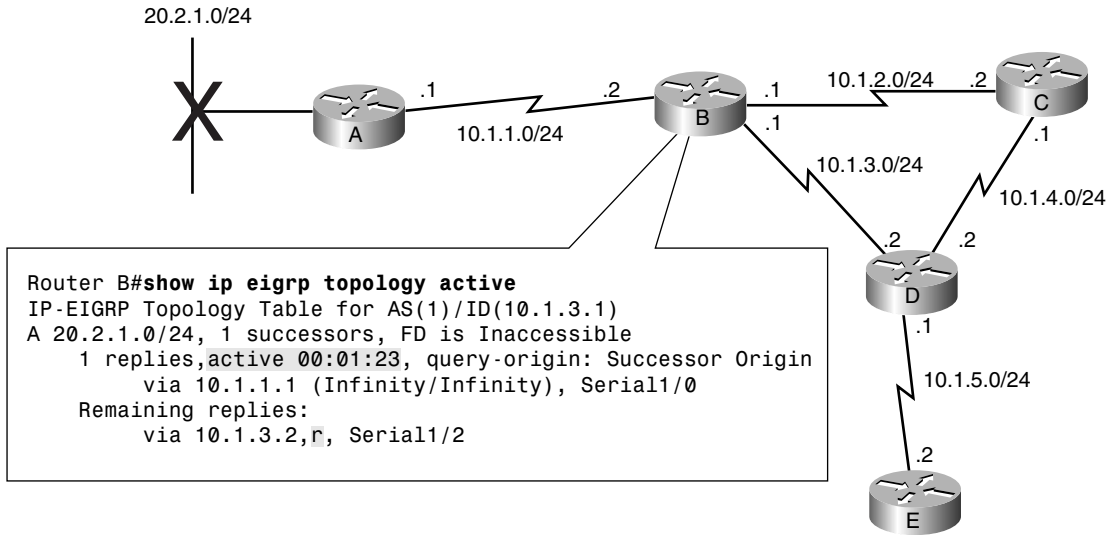 20.2.1.0/24
A
.1
10.1.1.0/24
.2
B
.1
.1
10.1.2.0/24
.2
C
.1
10.1.3.0/24
10.1.4.0/24
.2
.2
D
.1
10.1.5.0/24
.2
E
Router B#show ip eigrp topology active
IP-EIGRP Topology Table for AS(1)/ID(10.1.3.1)
A 20.2.1.0/24, 1 successors, FD is Inaccessible
1 replies,active 00:01:23, query-origin: Successor Origin
via 10.1.1.1 (Infinity/Infinity), Serial1/0
Remaining replies:
via 10.1.3.2,r, Serial1/2